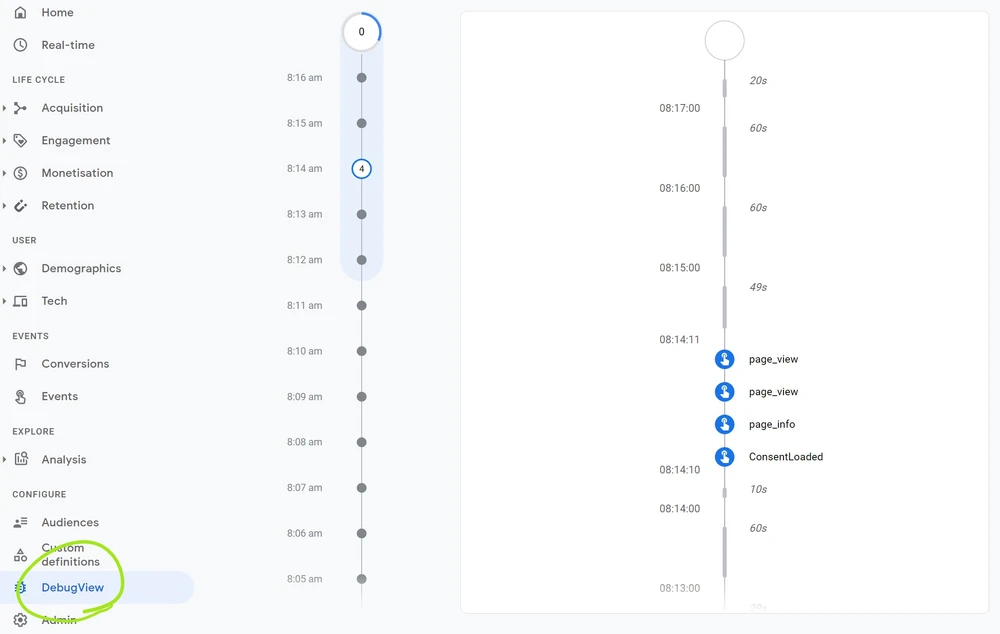 Home
Real-time
LIFE CYCLE
Acquisition
Engagement
Monetisation
Retention
USER
Demographics
Tech
EVENTS
Conversions
Events
EXPLORE
Analysis
CONFIGURE
Audiences
Custom
definitions
DebugView
Admin
0
8:16 am
8:15 am
8:14 am
4
8:13 am
8:12 am
8:11 am
8:10 am
8:09 am
8:08 am
8:07 am
8:06 am
8:05 am
20s
08:17:00
60s
08:16:00
60s
08:15:00
49s
08:14:11
page_view
page_view
page_info
ConsentLoaded
08:14:10
10s
08:14:00
60s
08:13:00